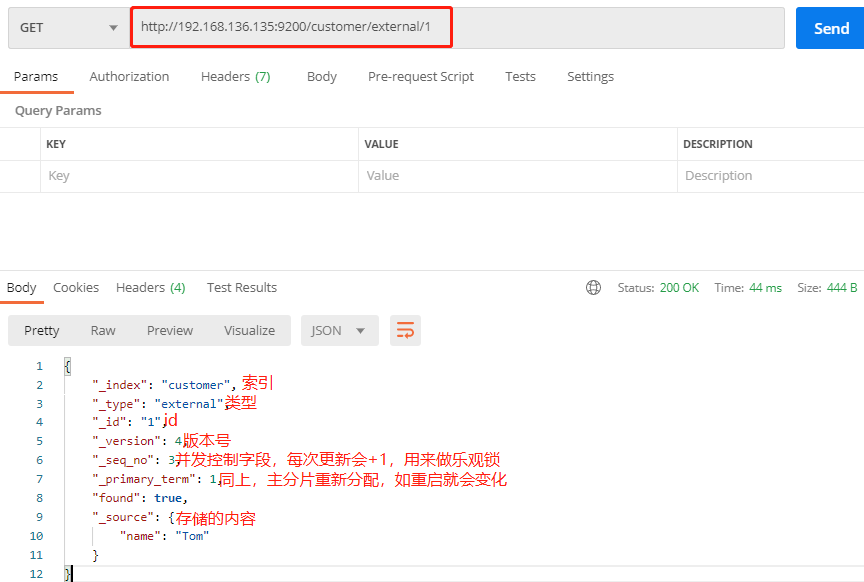 GET http://192.168.136.135:9200/customer/external/1 Send
Params Authorization Headers (7) Body Pre-request Script Tests Settings
Query Params
KEY VALUE DESCRIPTION
Key Value Description
Body Cookies Headers (4) Test Results Status: 200 OK Time: 44 ms Size: 444 B
Pretty Raw Preview Visualize JSON
1 {
2 "_index": "customer", 索引
3 "_type": "external",类型
4 "_id": "1",id
5 "_version": 4,版本号
6 "_seq_no": 3,并发控制字段，每次更新会+1，用来做乐观锁
7 "_primary_term": 1,同上，主分片重新分配，如重启就会变化
8 "found": true,
9 "_source": {存储的内容
10 "name": "Tom"
11 }
12 }